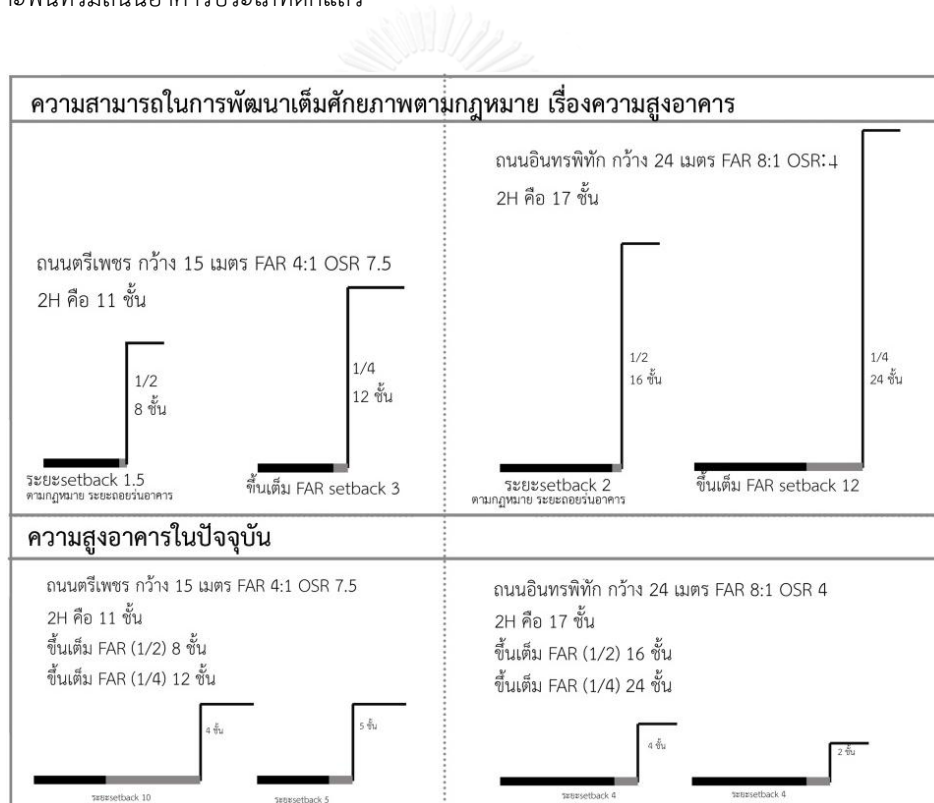 ความสามารถในการพัฒนาเต็มศักยภาพตามกฎหมาย เรื่องความสูงอาคาร
ถนนตรีเพชร กว้าง 15 เมตร FAR 4:1 OSR 7.5
2H คือ 11 ชั้น
1/2
8 ชั้น
ระยะsetback 1.5
ตามกฎหมาย ระยะถอยร่นอาคาร
1/4
12 ชั้น
ขึ้นเต็ม FAR setback 3
ถนนอินทรพิทัก กว้าง 24 เมตร FAR 8:1 OSR:4
2H คือ 17 ชั้น
1/2
16 ชั้น
ระยะsetback 2
ตามกฎหมาย ระยะถอยร่นอาคาร
1/4
24 ชั้น
ขึ้นเต็ม FAR setback 12
ความสูงอาคารในปัจจุบัน
ถนนตรีเพชร กว้าง 15 เมตร FAR 4:1 OSR 7.5
2H คือ 11 ชั้น
ขึ้นเต็ม FAR (1/2) 8 ชั้น
ขึ้นเต็ม FAR (1/4) 12 ชั้น
4 ชั้น
ระยะsetback 10
5 ชั้น
ระยะsetback 5
ถนนอินทรพิทัก กว้าง 24 เมตร FAR 8:1 OSR 4
2H คือ 17 ชั้น
ขึ้นเต็ม FAR (1/2) 16 ชั้น
ขึ้นเต็ม FAR (1/4) 24 ชั้น
4 ชั้น
ระยะsetback 4
2 ชั้น
ระยะsetback 4